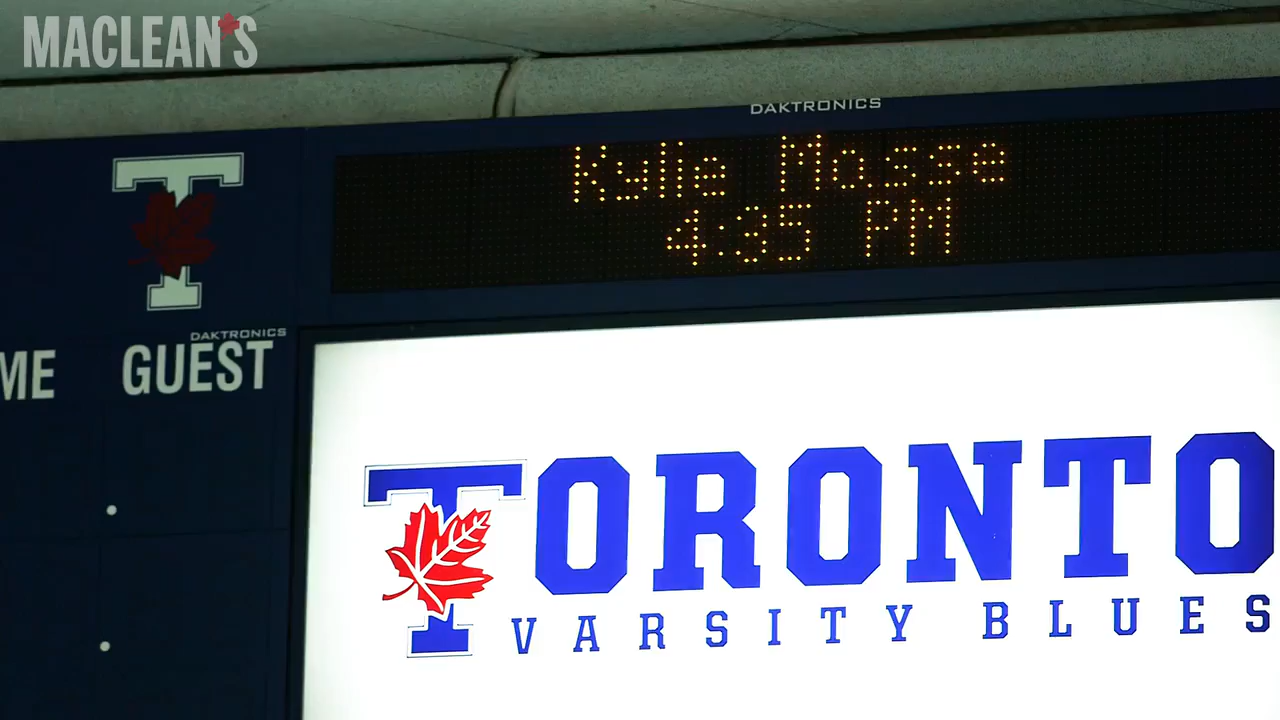 MACLEAN'S
DAKTRONICS
Kylie Masse
4:35 PM
T
DAKTRONICS
ME GUEST
TORONTO
VARSITY BLUES